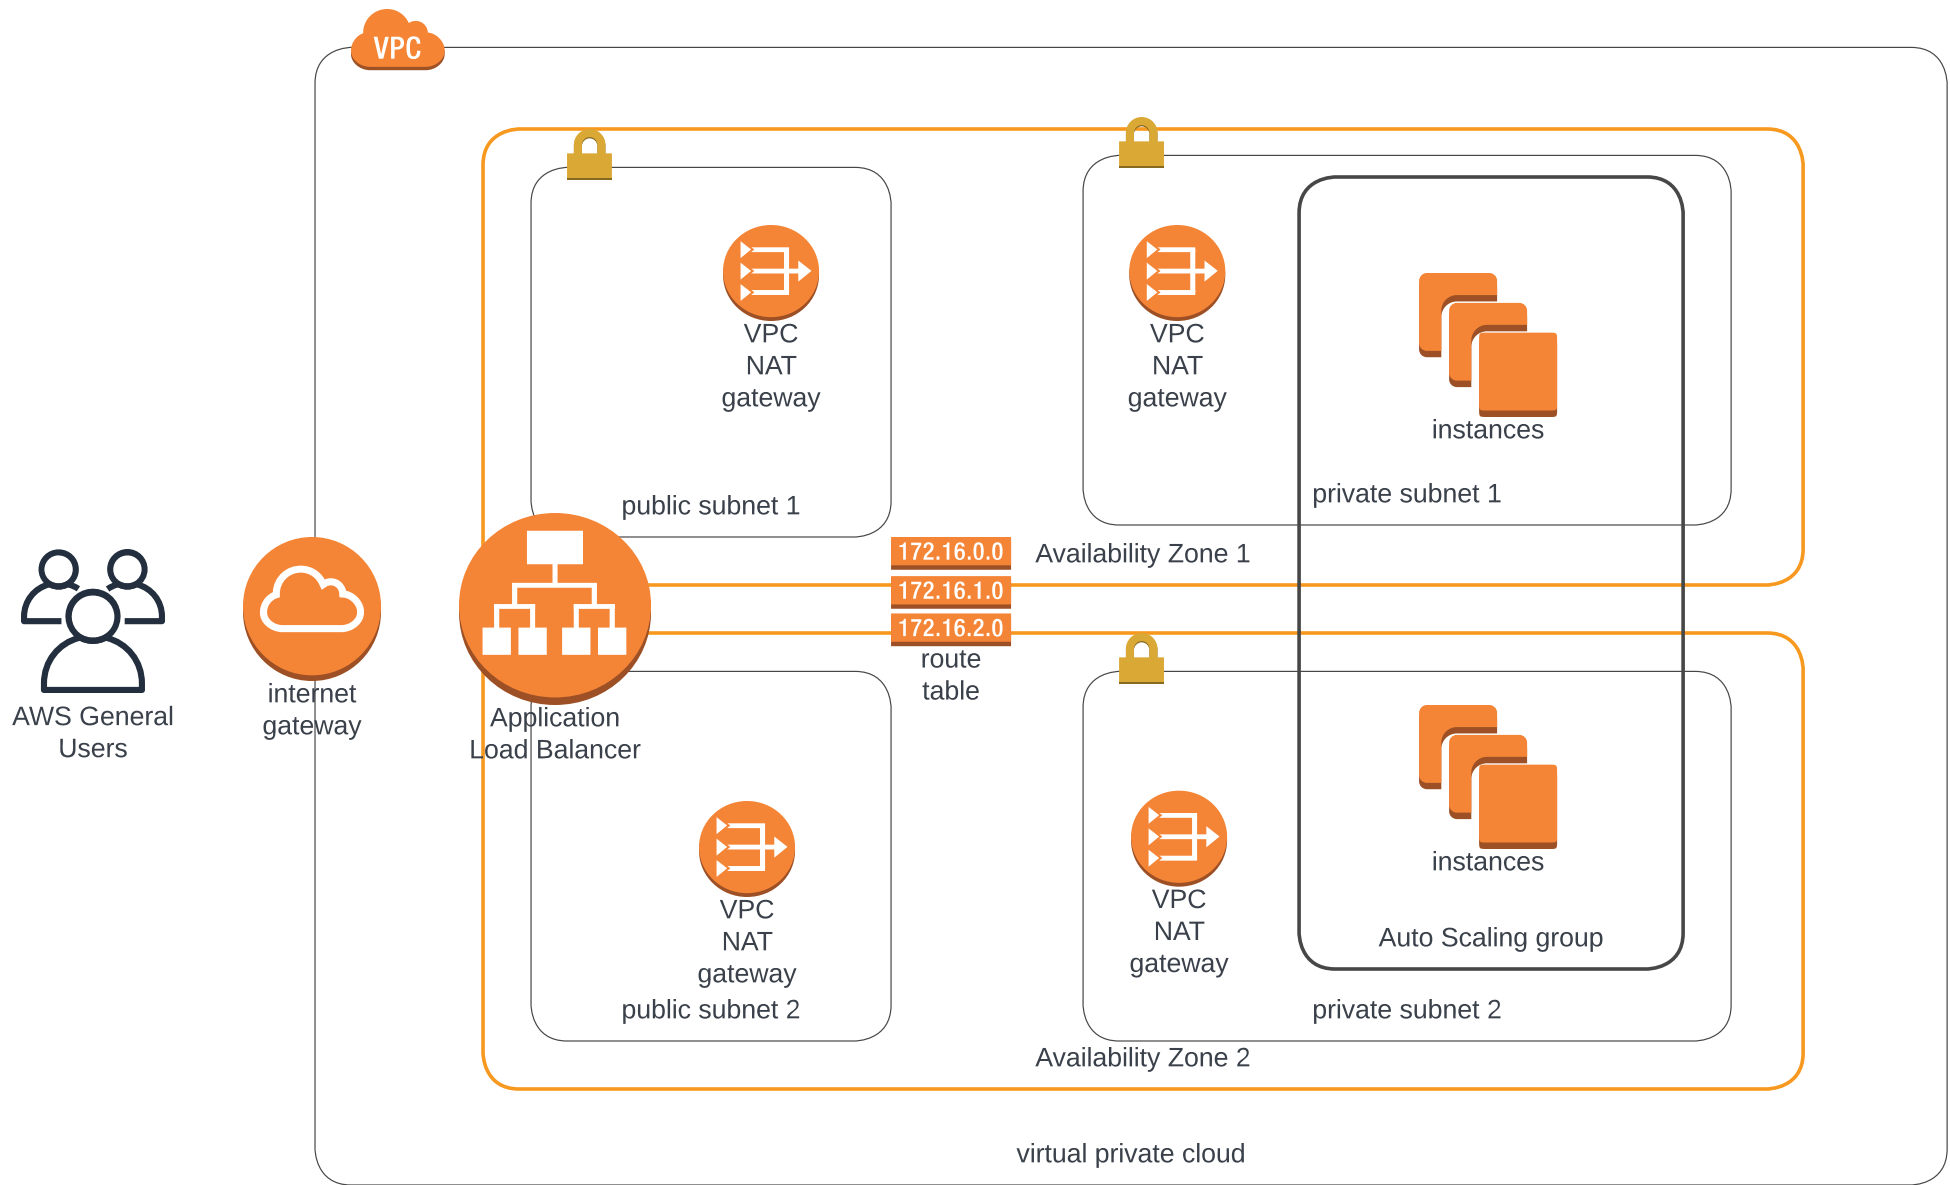 VPC
VPC
NAT
gateway
public subnet 1
VPC
NAT
gateway
instances
private subnet 1
Availability Zone 1
172.16.0.0
172.16.1.0
172.16.2.0
route
table
AWS General
Users
internet
gateway
Application
Load Balancer
VPC
NAT
gateway
public subnet 2
VPC
NAT
gateway
instances
Auto Scaling group
private subnet 2
Availability Zone 2
virtual private cloud